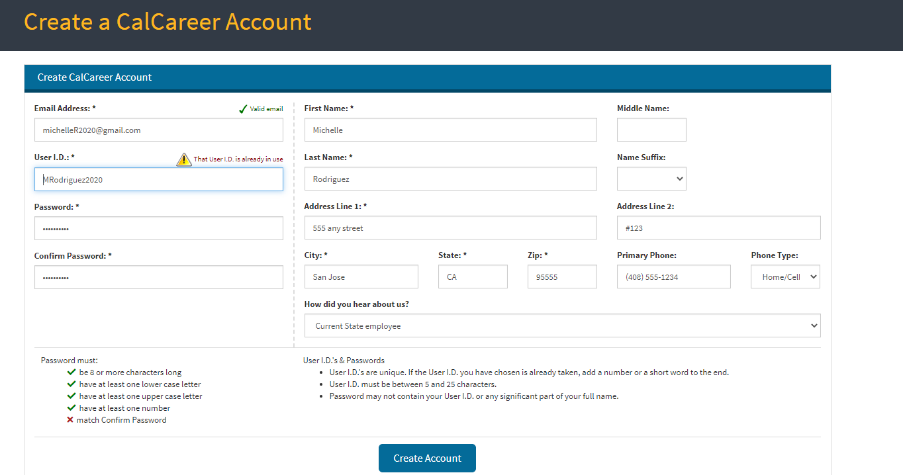 Create a CalCareer Account
Create CalCareer Account
Email Address: *
Valid email
michelleR2020@gmail.com
User I.D.: *
That User I.D. is already in use
MRodriguez2020
Password: *
••••••••••
Confirm Password: *
••••••••••
First Name: *
Michelle
Middle Name:
Last Name: *
Rodriguez
Name Suffix:
Address Line 1: *
555 any street
Address Line 2:
#123
City: *
San Jose
State: *
CA
Zip: *
95555
Primary Phone:
(408) 555-1234
Phone Type:
Home/Cell
How did you hear about us?
Current State employee
Password must:
be 8 or more characters long
have at least one lower case letter
have at least one upper case letter
have at least one number
match Confirm Password
User I.D.'s & Passwords
• User I.D.'s are unique. If the User I.D. you have chosen is already taken, add a number or a short word to the end.
• User I.D. must be between 5 and 25 characters.
• Password may not contain your User I.D. or any significant part of your full name.
Create Account